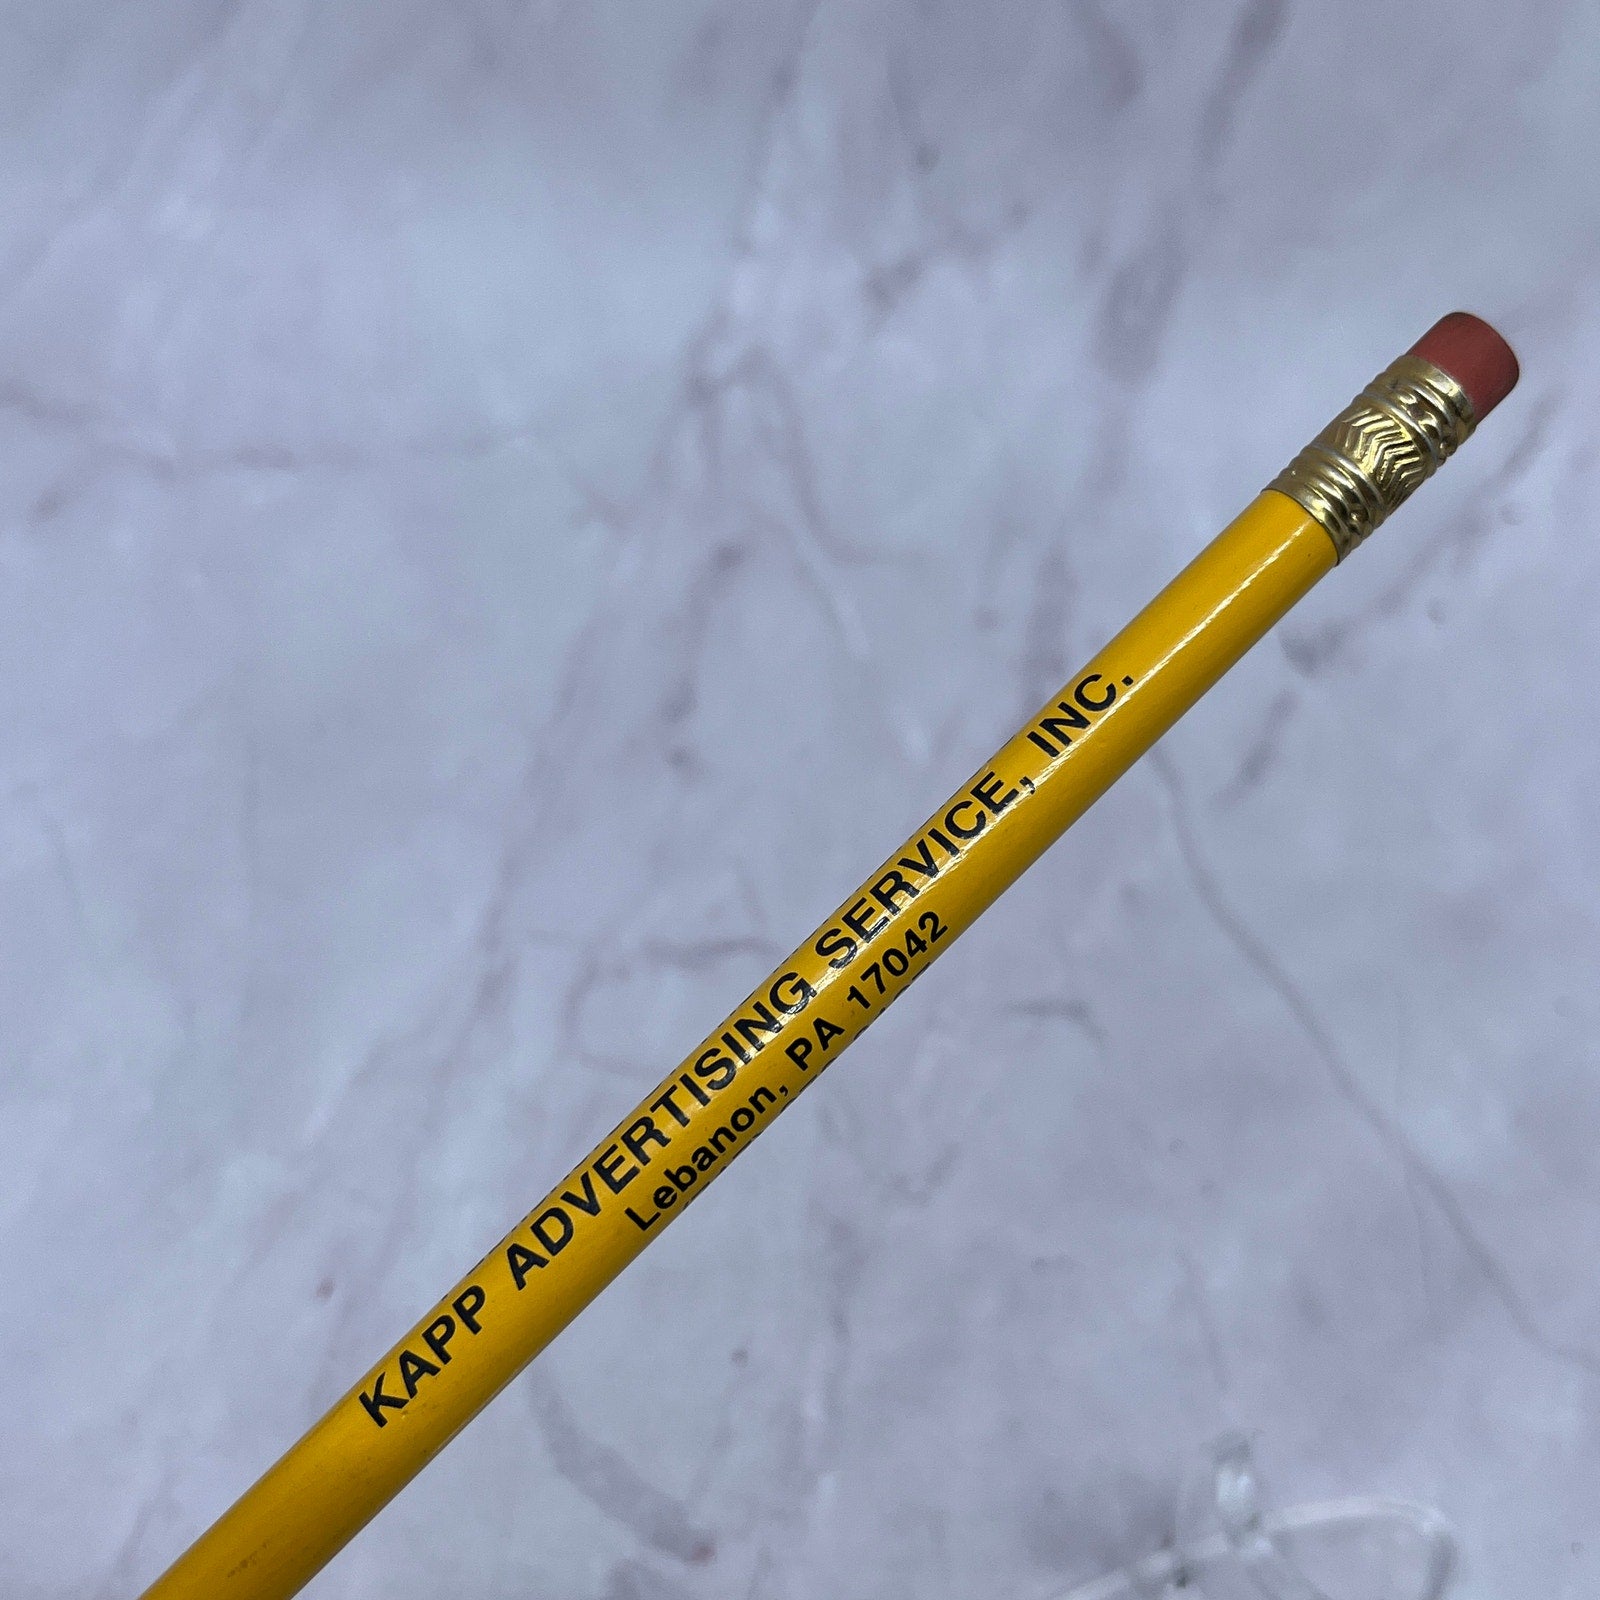 KAPP ADVERTISING SERVICE, INC.
Lebanon, PA 17042